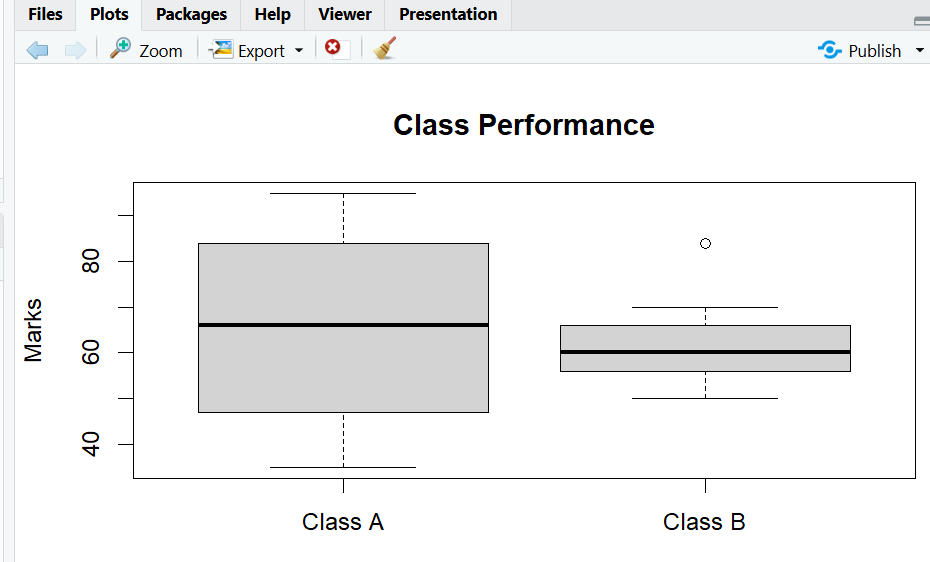 Files Plots Packages Help Viewer Presentation
Zoom Export Publish
Class Performance
Marks
80
60
40
Class A Class B